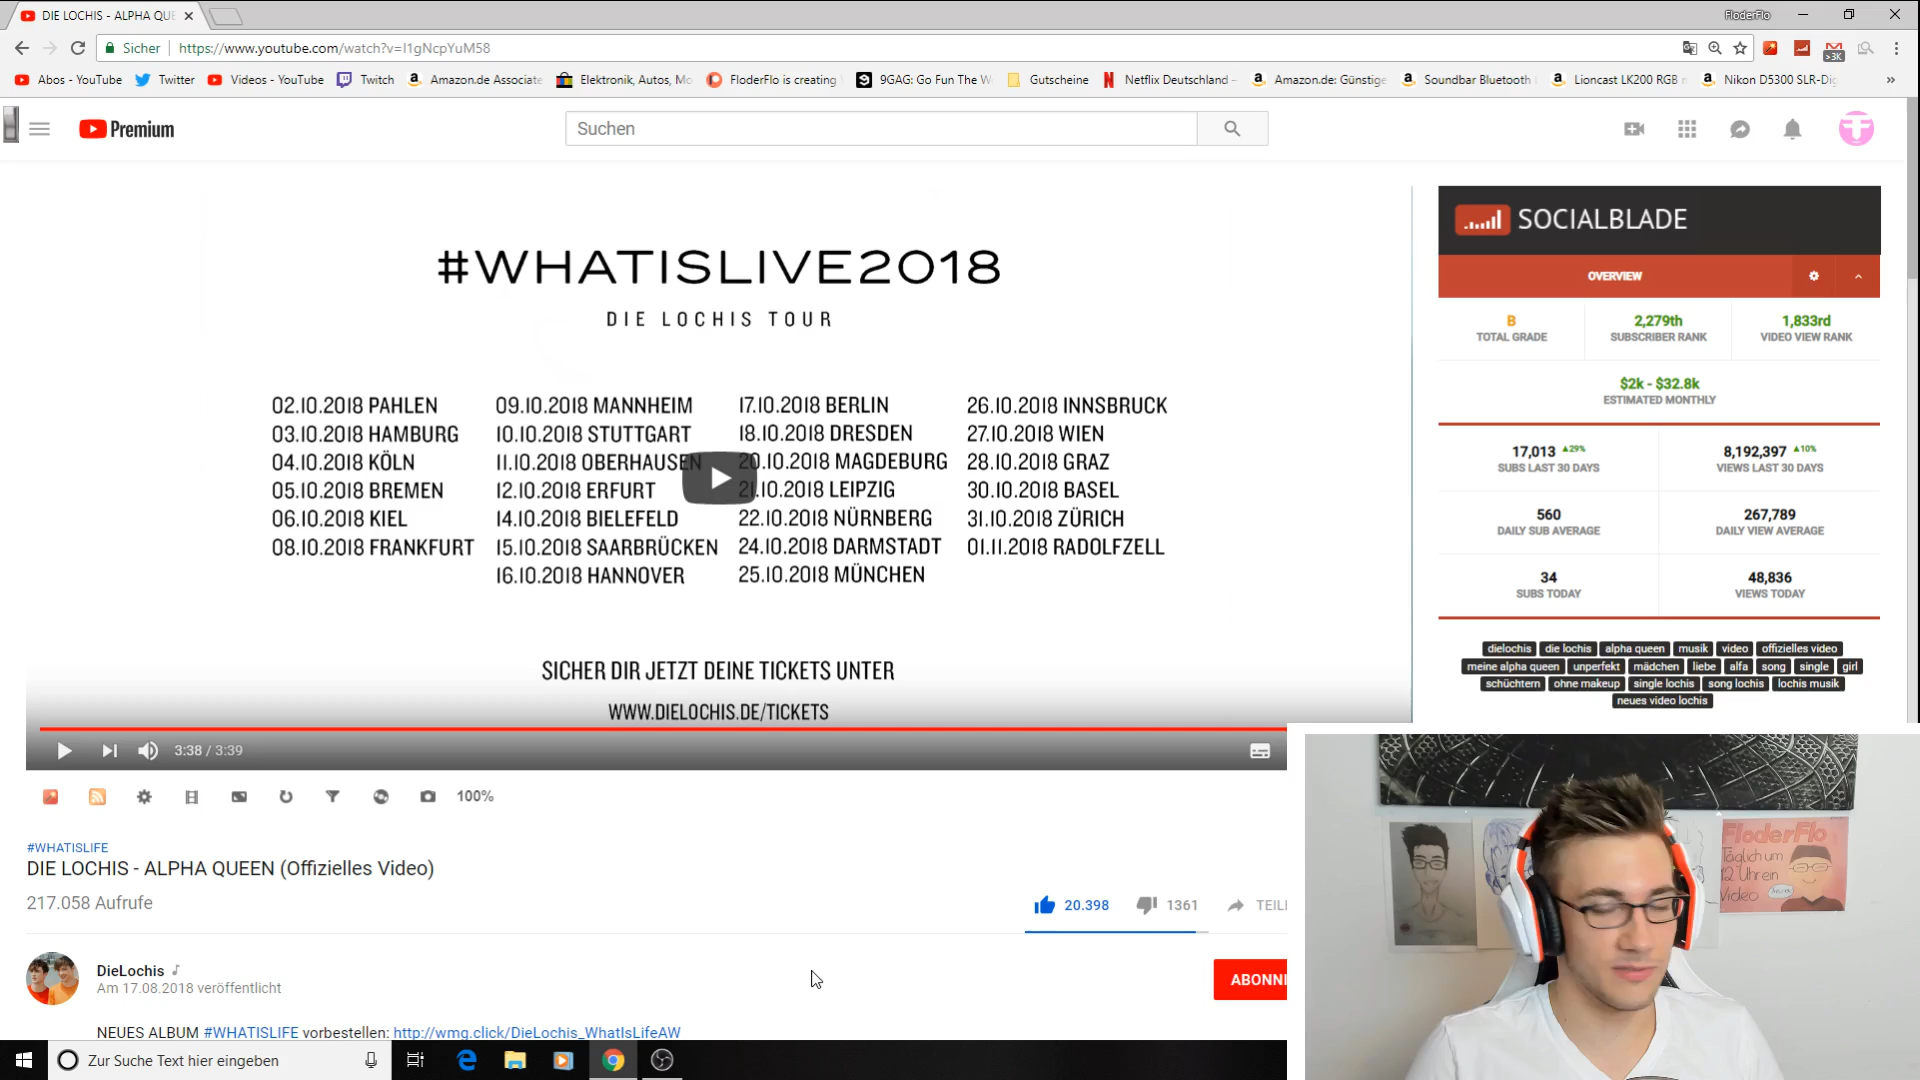 DIE LOCHIS - ALPHA QUE
FloderFlo
Sicher
https://www.youtube.com/watch?v=I1gNcpYuM58
>3K
Abos - YouTube
Twitter
Videos - YouTube
Twitch
Amazon.de Associate
Elektronik, Autos, Mo
FloderFlo is creating
9GAG: Go Fun The W
Gutscheine
Netflix Deutschland -
Amazon.de: Günstige
Soundbar Bluetooth
Lioncast LK200 RGB
Nikon D5300 SLR-Di
Premium
Suchen
#WHATISLIVE2018
DIE LOCHIS TOUR
02.10.2018 PAHLEN
03.10.2018 HAMBURG
04.10.2018 KÖLN
05.10.2018 BREMEN
06.10.2018 KIEL
08.10.2018 FRANKFURT
09.10.2018 MANNHEIM
10.10.2018 STUTTGART
11.10.2018 OBERHAUSEN
12.10.2018 ERFURT
14.10.2018 BIELEFELD
15.10.2018 SAARBRÜCKEN
16.10.2018 HANNOVER
17.10.2018 BERLIN
18.10.2018 DRESDEN
20.10.2018 MAGDEBURG
21.10.2018 LEIPZIG
22.10.2018 NÜRNBERG
24.10.2018 DARMSTADT
25.10.2018 MÜNCHEN
26.10.2018 INNSBRUCK
27.10.2018 WIEN
28.10.2018 GRAZ
30.10.2018 BASEL
31.10.2018 ZÜRICH
01.11.2018 RADOLFZELL
SICHER DIR JETZT DEINE TICKETS UNTER
WWW.DIELOCHIS.DE/TICKETS
3:38 / 3:39
100%
SOCIALBLADE
OVERVIEW
B
TOTAL GRADE
2,279th
SUBSCRIBER RANK
1,833rd
VIDEO VIEW RANK
$2k - $32.8k
ESTIMATED MONTHLY
17,013 ▲29%
SUBS LAST 30 DAYS
8,192,397 ▲10%
VIEWS LAST 30 DAYS
560
DAILY SUB AVERAGE
267,789
DAILY VIEW AVERAGE
34
SUBS TODAY
48,836
VIEWS TODAY
dielochis die lochis alpha queen musik video offizielles video
meine alpha queen unperfekt mädchen liebe alfa song single girl
schüchtern ohne makeup single lochis song lochis lochis musik
neues video lochis
#WHATISLIFE
DIE LOCHIS - ALPHA QUEEN (Offizielles Video)
217.058 Aufrufe
20.398
1361
TEIL
DieLochis
Am 17.08.2018 veröffentlicht
ABONN
NEUES ALBUM #WHATISLIFE vorbestellen: http://wmg.click/DieLochis_WhatIsLifeAW
FloderFlo
Täglich um
12 Uhr ein
Video
Zur Suche Text hier eingeben